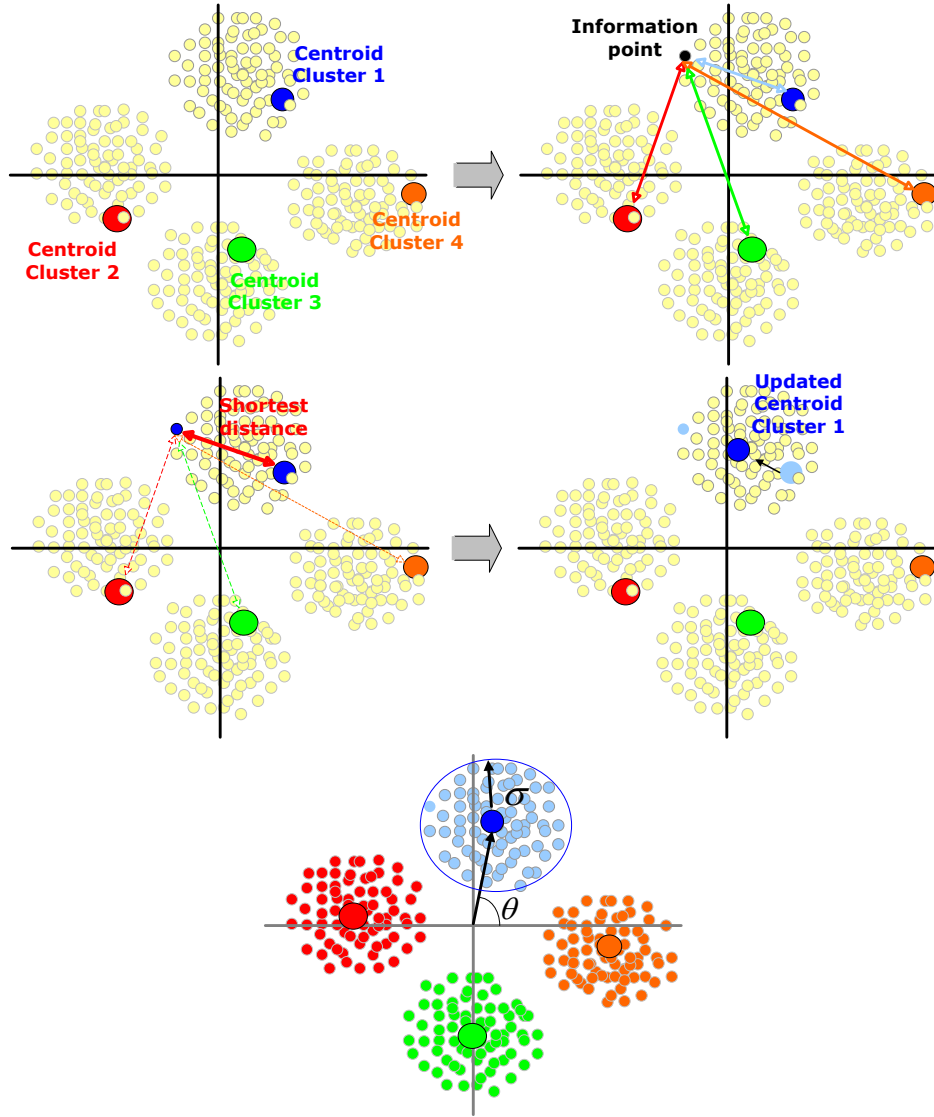 Centroid
Cluster 1
Centroid
Cluster 2
Centroid
Cluster 3
Centroid
Cluster 4
Information
point
Shortest
distance
Updated
Centroid
Cluster 1
σ
θ